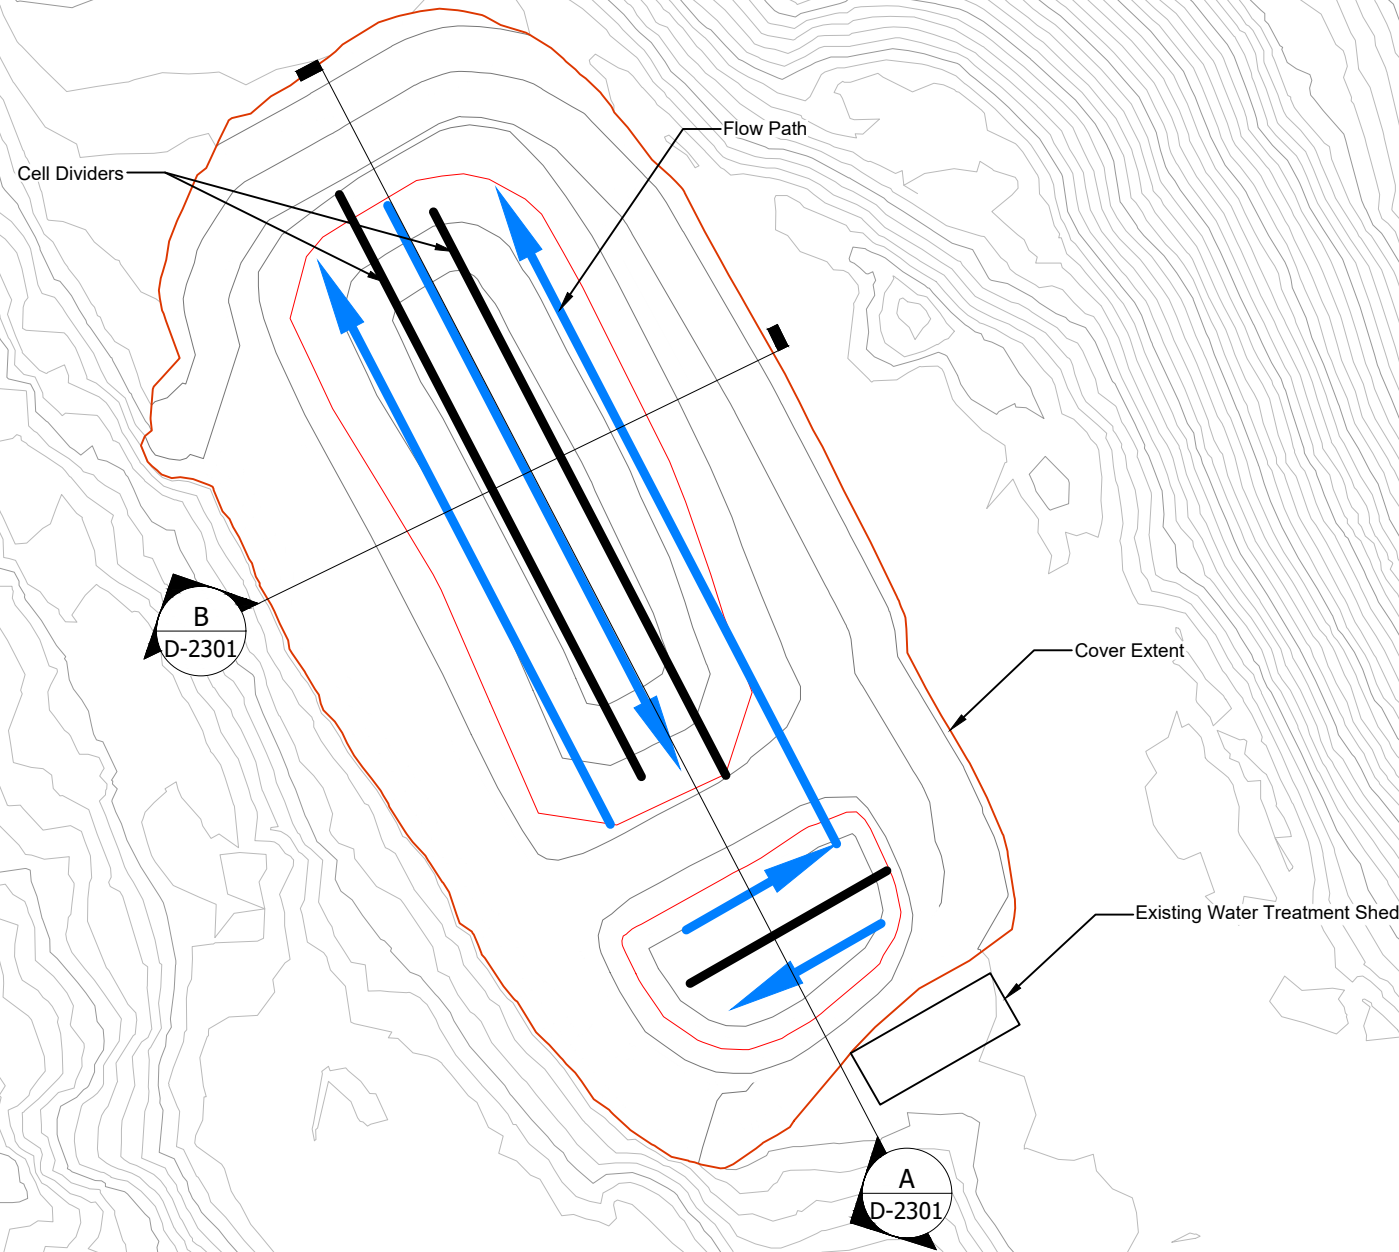 Flow Path
Cell Dividers
B
D-2301
Cover Extent
Existing Water Treatment Shed
A
D-2301